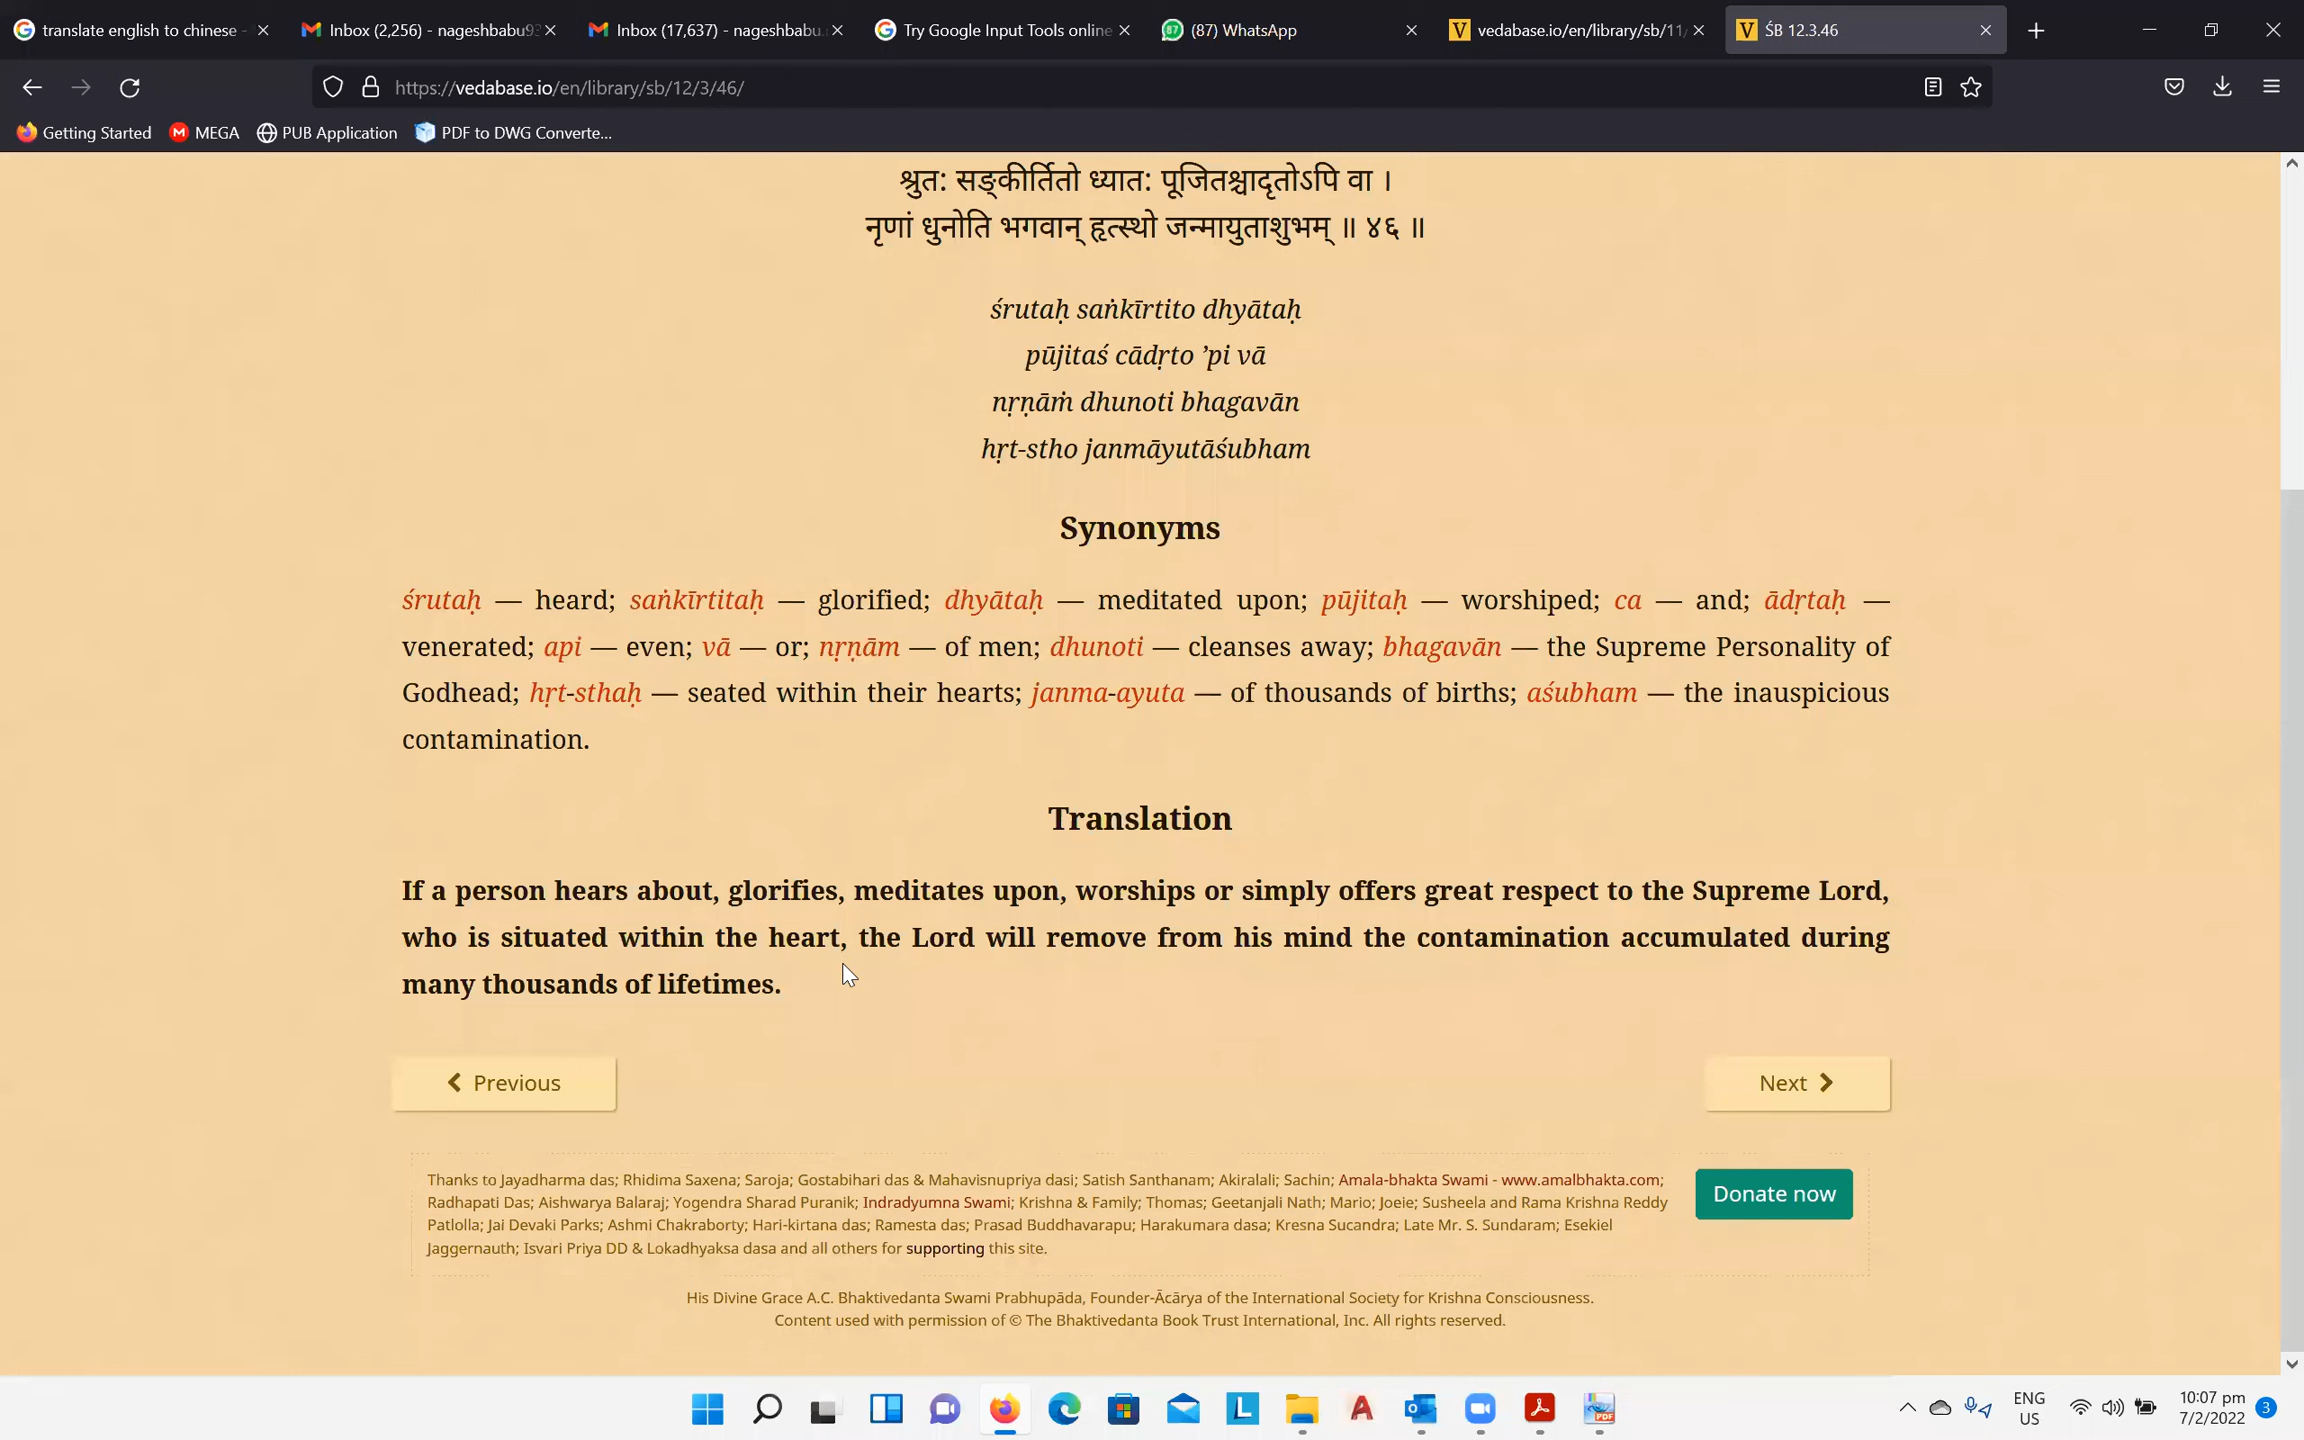 translate english to chinese -
Inbox (2,256) - nageshbabu93
Inbox (17,637) - nageshbabu.
Try Google Input Tools online
(87) WhatsApp
vedabase.io/en/library/sb/11/
ŚB 12.3.46
https://vedabase.io/en/library/sb/12/3/46/
Getting Started
MEGA
PUB Application
PDF to DWG Converte...
श्रुत: सङ्कीर्तितो ध्यात: पूजितश्चादृतोऽपि वा ।
नृणां धुनोति भगवान् हृत्स्थो जन्मायुताशुभम् ॥ ४६ ॥
śrutaḥ saṅkīrtito dhyātaḥ
pūjitaś cādṛto ’pi vā
nṛṇāṁ dhunoti bhagavān
hṛt-stho janmāyutāśubham
Synonyms
śrutaḥ — heard; saṅkīrtitaḥ — glorified; dhyātaḥ — meditated upon; pūjitaḥ — worshiped; ca — and; ādṛtaḥ —
venerated; api — even; vā — or; nṛṇām — of men; dhunoti — cleanses away; bhagavān — the Supreme Personality of
Godhead; hṛt-sthaḥ — seated within their hearts; janma-ayuta — of thousands of births; aśubham — the inauspicious
contamination.
Translation
If a person hears about, glorifies, meditates upon, worships or simply offers great respect to the Supreme Lord,
who is situated within the heart, the Lord will remove from his mind the contamination accumulated during
many thousands of lifetimes.
Previous
Next
Thanks to Jayadharma das; Rhidima Saxena; Saroja; Gostabihari das & Mahavisnupriya dasi; Satish Santhanam; Akiralali; Sachin; Amala-bhakta Swami - www.amalbhakta.com;
Radhapati Das; Aishwarya Balaraj; Yogendra Sharad Puranik; Indradyumna Swami; Krishna & Family; Thomas; Geetanjali Nath; Mario; Joeie; Susheela and Rama Krishna Reddy
Patlolla; Jai Devaki Parks; Ashmi Chakraborty; Hari-kirtana das; Ramesta das; Prasad Buddhavarapu; Harakumara dasa; Kresna Sucandra; Late Mr. S. Sundaram; Esekiel
Jaggernauth; Isvari Priya DD & Lokadhyaksa dasa and all others for supporting this site.
Donate now
His Divine Grace A.C. Bhaktivedanta Swami Prabhupāda, Founder-Ācārya of the International Society for Krishna Consciousness.
Content used with permission of © The Bhaktivedanta Book Trust International, Inc. All rights reserved.
ENG
US
10:07 pm
7/2/2022
3